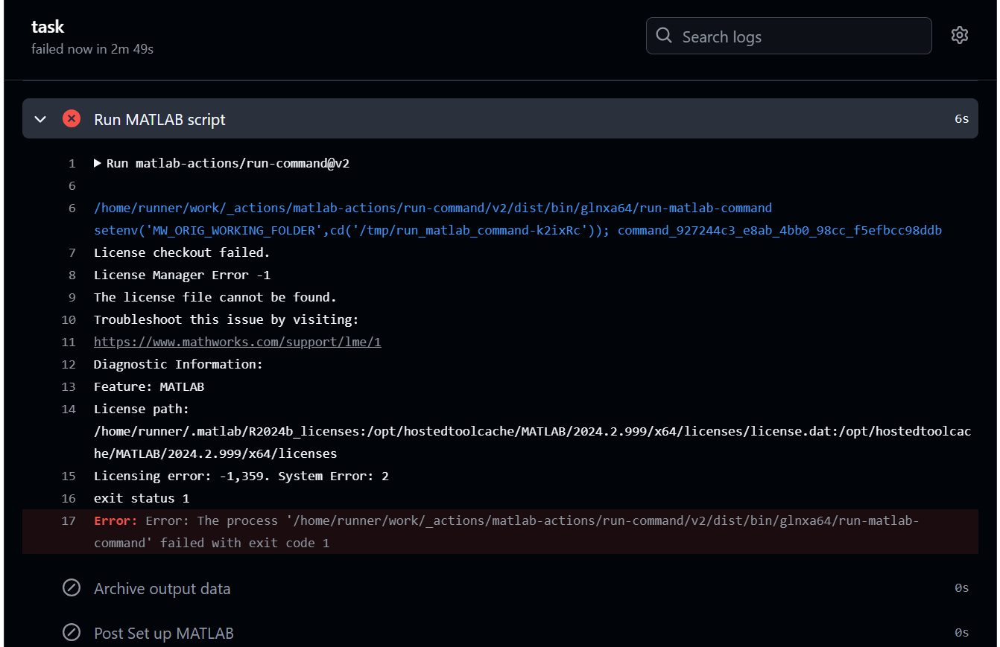 task
failed now in 2m 49s
Search logs
Run MATLAB script 6s
1 Run matlab-actions/run-command@v2
6
6 /home/runner/work/_actions/matlab-actions/run-command/v2/dist/bin/glnxa64/run-matlab-command
setenv('MW_ORIG_WORKING_FOLDER',cd('/tmp/run_matlab_command-k2ixRc')); command_927244c3_e8ab_4bb0_98cc_f5efbcc98ddb
7 License checkout failed.
8 License Manager Error -1
9 The license file cannot be found.
10 Troubleshoot this issue by visiting:
11 https://www.mathworks.com/support/lme/1
12 Diagnostic Information:
13 Feature: MATLAB
14 License path:
/home/runner/.matlab/R2024b_licenses:/opt/hostedtoolcache/MATLAB/2024.2.999/x64/licenses/license.dat:/opt/hostedtoolcac
he/MATLAB/2024.2.999/x64/licenses
15 Licensing error: -1,359. System Error: 2
16 exit status 1
17 Error: Error: The process '/home/runner/work/_actions/matlab-actions/run-command/v2/dist/bin/glnxa64/run-matlab-
command' failed with exit code 1
Archive output data 0s
Post Set up MATLAB 0s